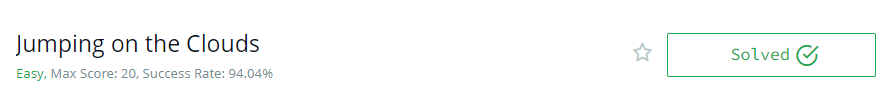 Jumping on the Clouds
Solved
Easy, Max Score: 20, Success Rate: 94.04%